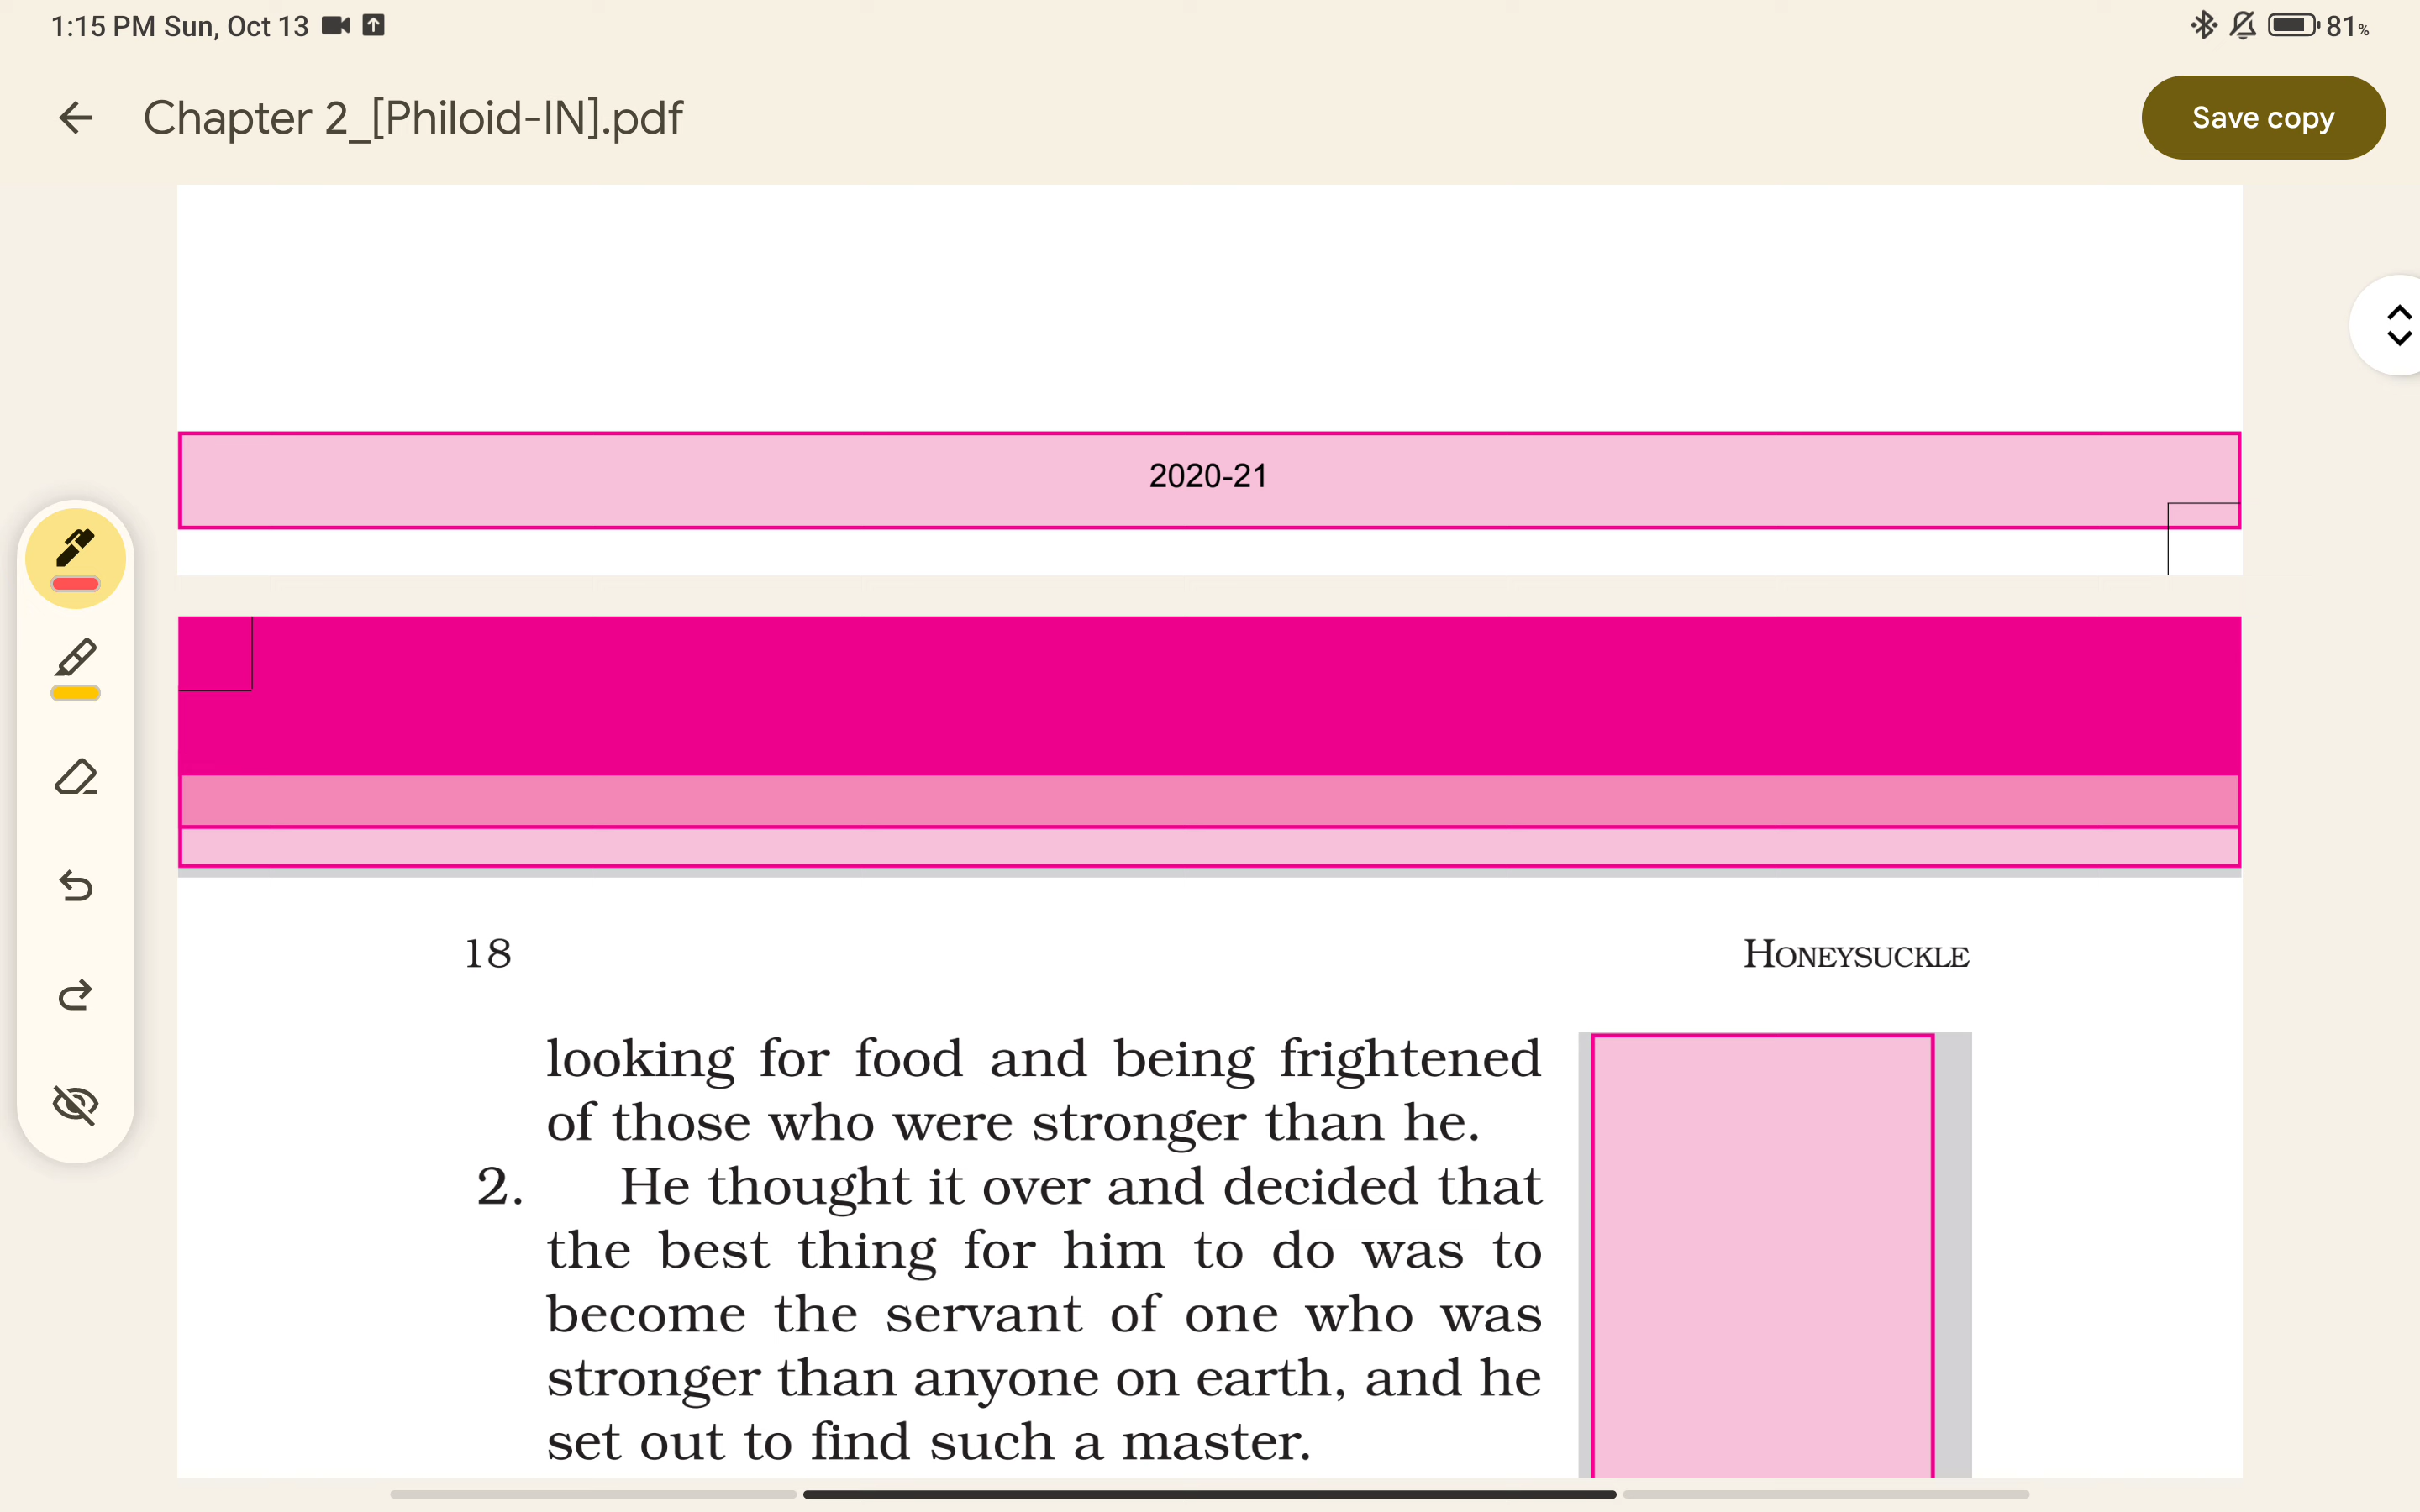 1:15 PM Sun, Oct 13
81%
Chapter 2_[Philoid-IN].pdf
Save copy
2020-21
18
HONEYSUCKLE
looking for food and being frightened
of those who were stronger than he.
2. He thought it over and decided that
the best thing for him to do was to
become the servant of one who was
stronger than anyone on earth, and he
set out to find such a master.